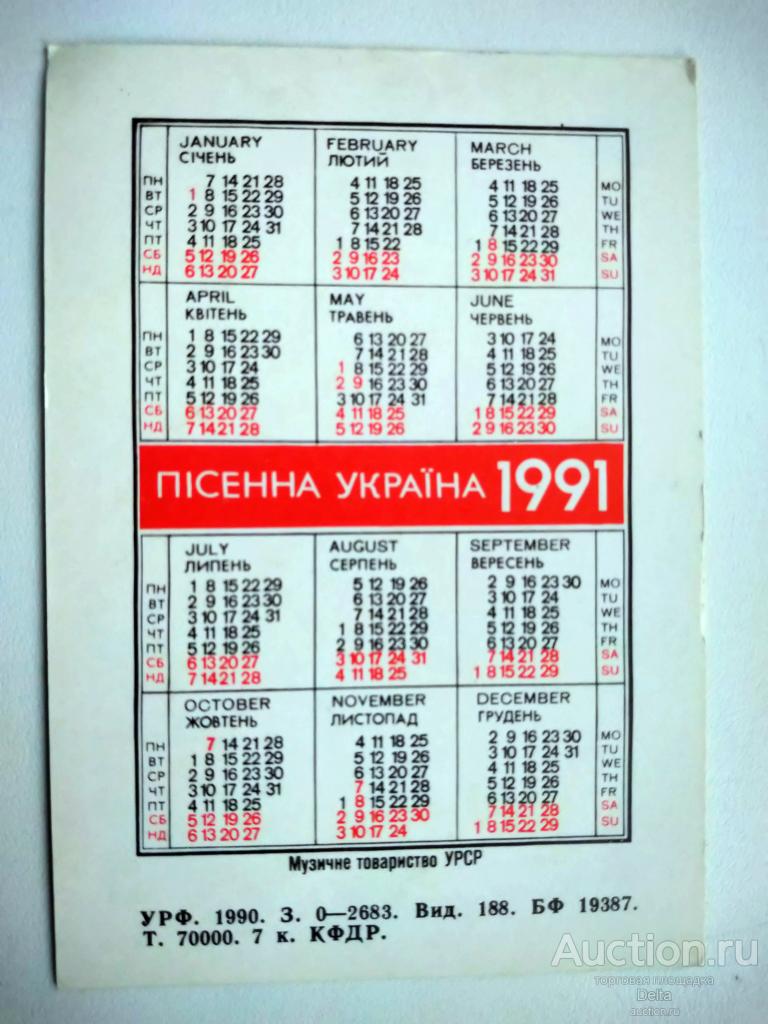 JANUARY FEBRUARY MARCH
СІЧЕНЬ ЛЮТИЙ БЕРЕЗЕНЬ
ПН 7 14 21 28 4 11 18 25 4 11 18 25 MO
ВТ 1 8 15 22 29 5 12 19 26 5 12 19 26 TU
СР 2 9 16 23 30 6 13 20 27 6 13 20 27 WE
ЧТ 3 10 17 24 31 7 14 21 28 7 14 21 28 TH
ПТ 4 11 18 25 1 8 15 22 1 8 15 22 29 FR
СБ 5 12 19 26 2 9 16 23 2 9 16 23 30 SA
НД 6 13 20 27 3 10 17 24 3 10 17 24 31 SU
APRIL MAY JUNE
КВІТЕНЬ ТРАВЕНЬ ЧЕРВЕНЬ
ПН 1 8 15 22 29 6 13 20 27 3 10 17 24 MO
ВТ 2 9 16 23 30 7 14 21 28 4 11 18 25 TU
СР 3 10 17 24 1 8 15 22 29 5 12 19 26 WE
ЧТ 4 11 18 25 2 9 16 23 30 6 13 20 27 TH
ПТ 5 12 19 26 3 10 17 24 31 7 14 21 28 FR
СБ 6 13 20 27 4 11 18 25 1 8 15 22 29 SA
НД 7 14 21 28 5 12 19 26 2 9 16 23 30 SU
ПІСЕННА УКРАЇНА 1991
JULY AUGUST SEPTEMBER
ЛИПЕНЬ СЕРПЕНЬ ВЕРЕСЕНЬ
ПН 1 8 15 22 29 5 12 19 26 2 9 16 23 30 MO
ВТ 2 9 16 23 30 6 13 20 27 3 10 17 24 TU
СР 3 10 17 24 31 7 14 21 28 4 11 18 25 WE
ЧТ 4 11 18 25 1 8 15 22 29 5 12 19 26 TH
ПТ 5 12 19 26 2 9 16 23 30 6 13 20 27 FR
СБ 6 13 20 27 3 10 17 24 31 7 14 21 28 SA
НД 7 14 21 28 4 11 18 25 1 8 15 22 29 SU
OCTOBER NOVEMBER DECEMBER
ЖОВТЕНЬ ЛИСТОПАД ГРУДЕНЬ
ПН 7 14 21 28 4 11 18 25 2 9 16 23 30 MO
ВТ 1 8 15 22 29 5 12 19 26 3 10 17 24 31 TU
СР 2 9 16 23 30 6 13 20 27 4 11 18 25 WE
ЧТ 3 10 17 24 31 7 14 21 28 5 12 19 26 TH
ПТ 4 11 18 25 1 8 15 22 29 6 13 20 27 FR
СБ 5 12 19 26 2 9 16 23 30 7 14 21 28 SA
НД 6 13 20 27 3 10 17 24 1 8 15 22 29 SU
Музичне товариство УРСР
УРФ. 1990. З. 0—2683. Вид. 188. БФ 19387.
Т. 70000. 7 к. КФДР.
Auction.ru
торговая площадка
Delta
auction.ru